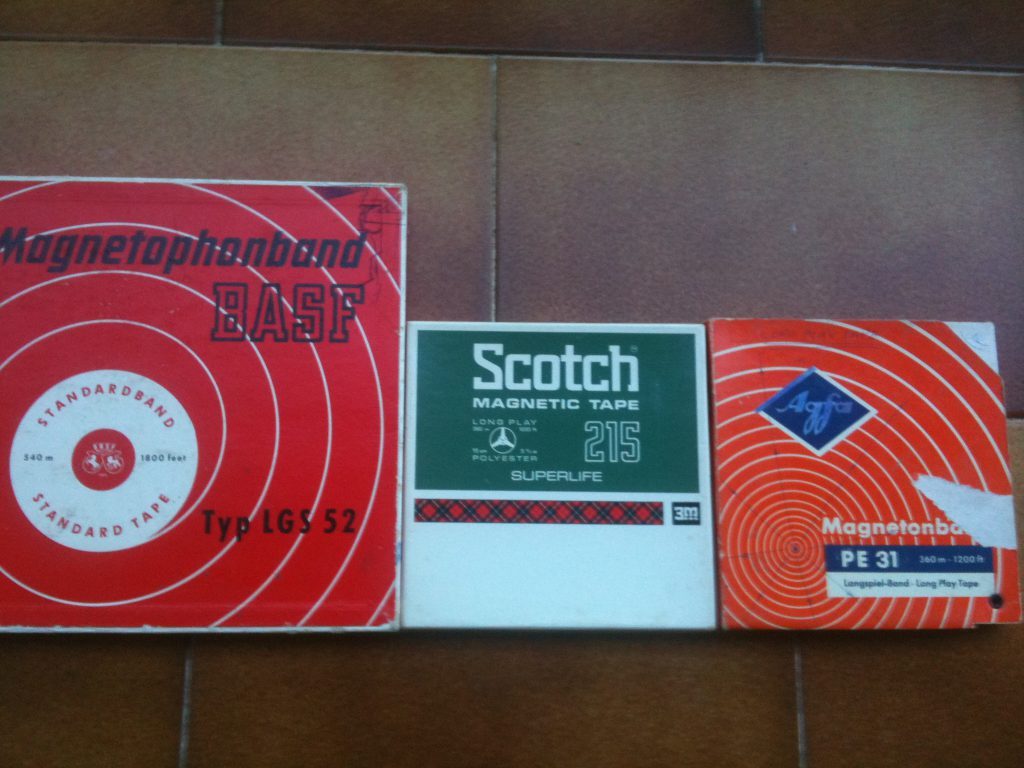 Magnetophonband
BASF
STANDARDBAND
540 m
1800 feet
STANDARD TAPE
Typ LGS 52
Scotch
MAGNETIC TAPE
LONG PLAY
215
POLYESTER
SUPERLIFE
3M
Agfa
PE 31 360 m - 1200 ft
Langspiel-Band · Long Play Tape